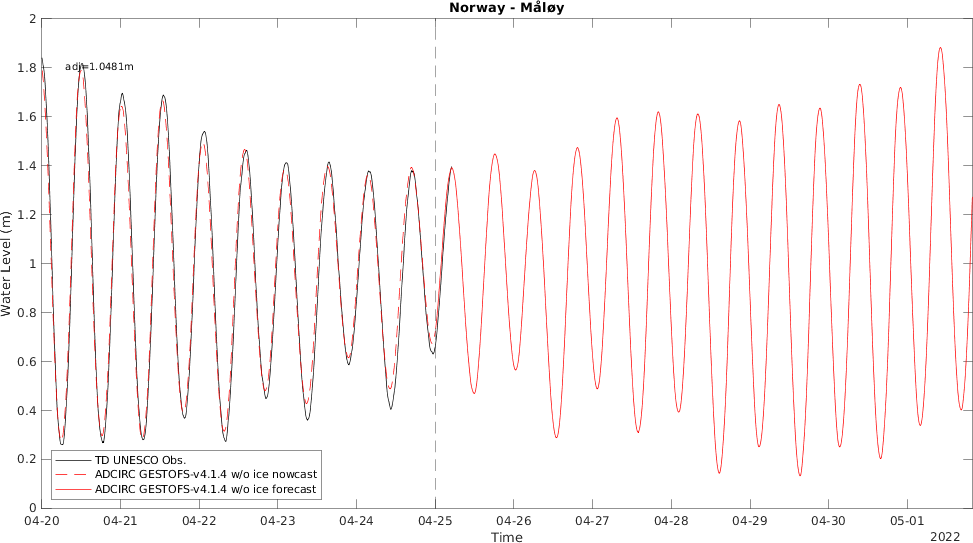 Norway - Måløy
2
1.8
adj=1.0481m
1.6
1.4
1.2
Water Level (m)
1
0.8
0.6
0.4
0.2
0
TD UNESCO Obs.
ADCIRC GESTOFS-v4.1.4 w/o ice nowcast
ADCIRC GESTOFS-v4.1.4 w/o ice forecast
04-20 04-21 04-22 04-23 04-24 04-25 04-26 04-27 04-28 04-29 04-30 05-01
Time
2022